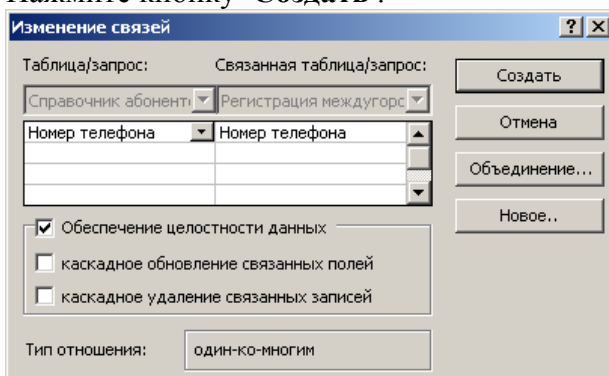 Нажмите кнопку "Создать".
Изменение связей
Таблица/запрос: Связанная таблица/запрос:
Справочник абоненто Регистрация междугорс
Номер телефона Номер телефона
Создать
Отмена
Объединение...
Новое..
Обеспечение целостности данных
каскадное обновление связанных полей
каскадное удаление связанных записей
Тип отношения: один-ко-многим